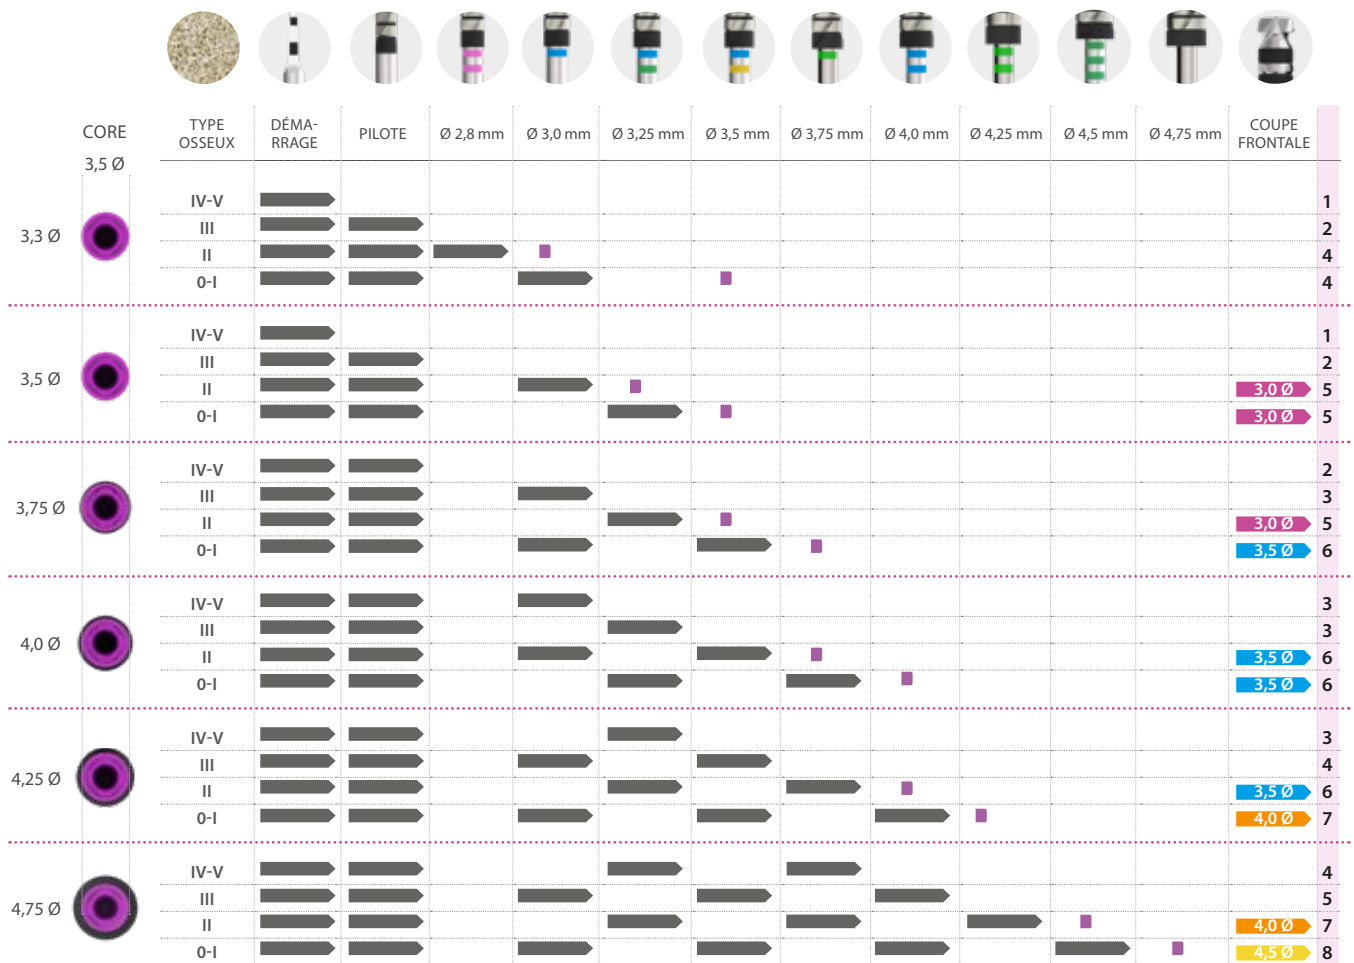 CORE
3,5 Ø
TYPE OSSEUX
DÉMA-RRAGE
PILOTE
Ø 2,8 mm
Ø 3,0 mm
Ø 3,25 mm
Ø 3,5 mm
Ø 3,75 mm
Ø 4,0 mm
Ø 4,25 mm
Ø 4,5 mm
Ø 4,75 mm
COUPE FRONTALE
3,3 Ø
IV-V 1
III 2
II 4
0-I 4
3,5 Ø
IV-V 1
III 2
II 3,0 Ø 5
0-I 3,0 Ø 5
3,75 Ø
IV-V 2
III 3
II 3,0 Ø 5
0-I 3,5 Ø 6
4,0 Ø
IV-V 3
III 3
II 3,5 Ø 6
0-I 3,5 Ø 6
4,25 Ø
IV-V 3
III 4
II 3,5 Ø 6
0-I 4,0 Ø 7
4,75 Ø
IV-V 4
III 5
II 4,0 Ø 7
0-I 4,5 Ø 8